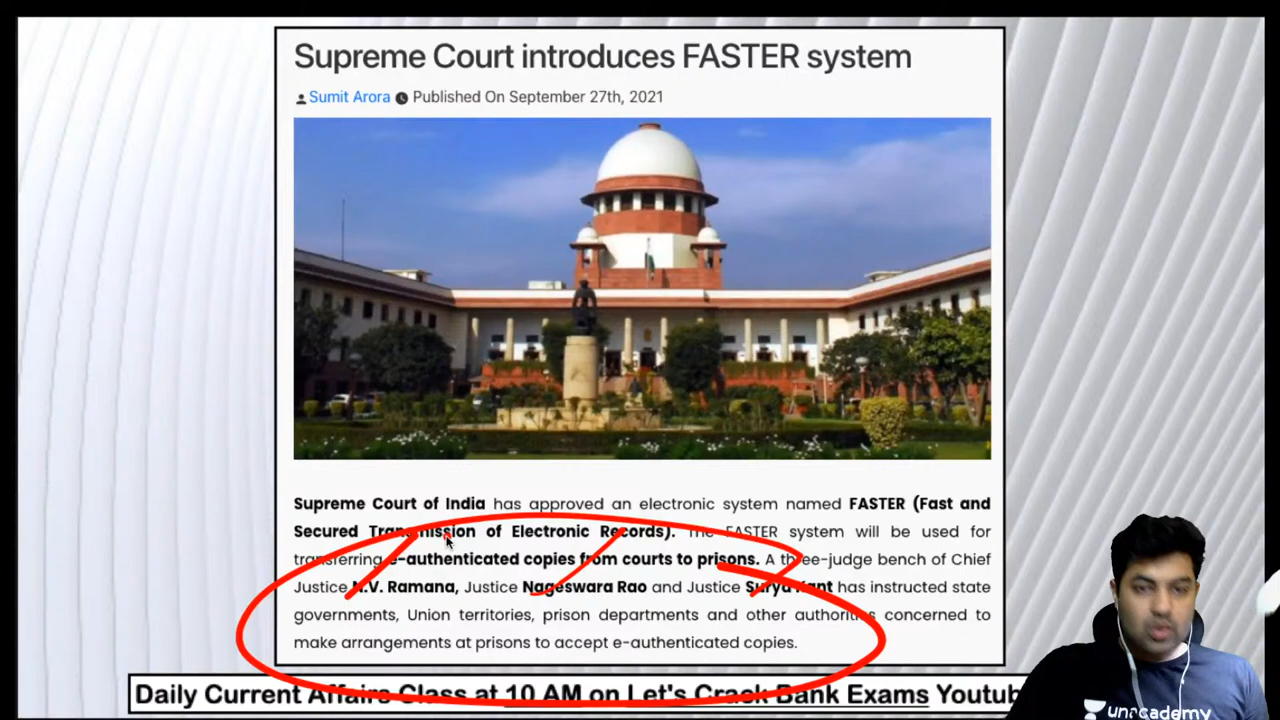 Supreme Court introduces FASTER system
Sumit Arora Published On September 27th, 2021
Supreme Court of India has approved an electronic system named FASTER (Fast and
Secured Transmission of Electronic Records). The FASTER system will be used for
transferring e-authenticated copies from courts to prisons. A three-judge bench of Chief
Justice N.V. Ramana, Justice Nageswara Rao and Justice Surya Kant has instructed state
governments, Union territories, prison departments and other authorities concerned to
make arrangements at prisons to accept e-authenticated copies.
Daily Current Affairs Class at 10 AM on Let's Crack Bank Exams Youtub
unacademy